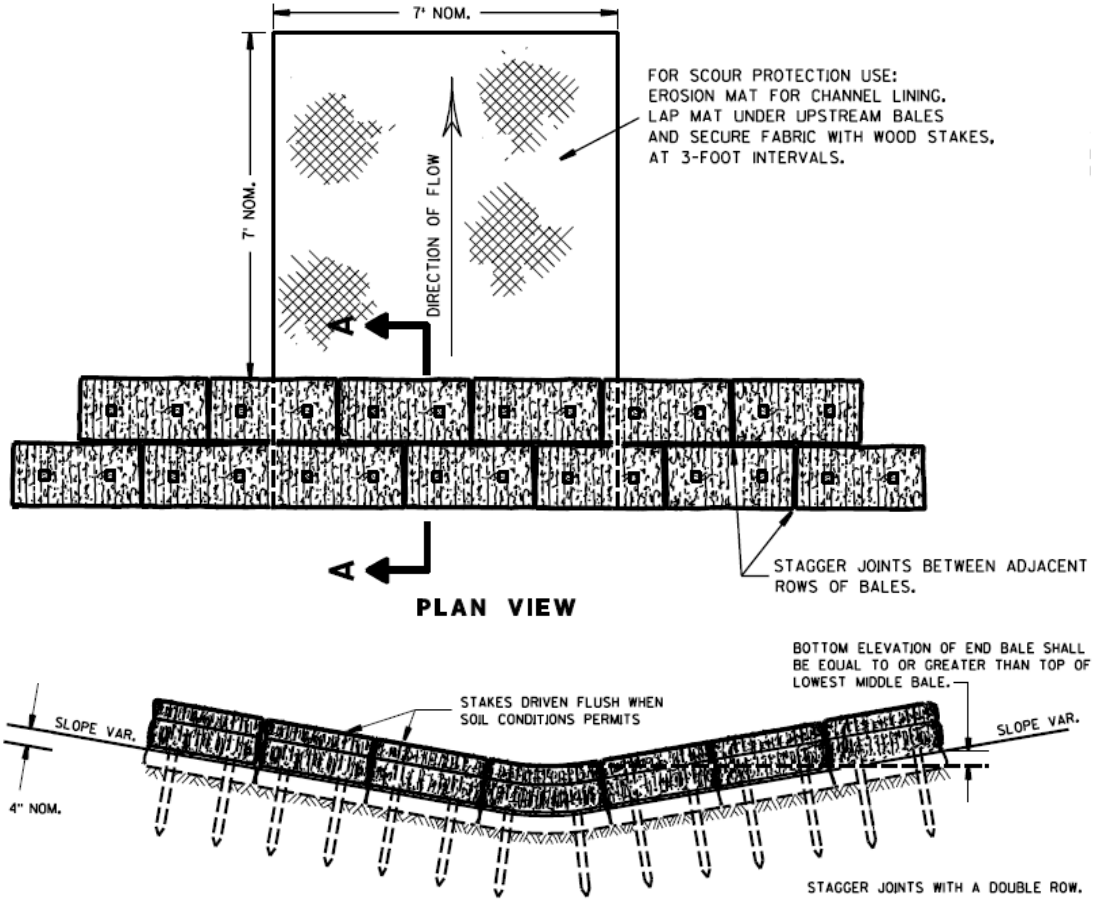 7' NOM.
FOR SCOUR PROTECTION USE:
EROSION MAT FOR CHANNEL LINING.
LAP MAT UNDER UPSTREAM BALES
AND SECURE FABRIC WITH WOOD STAKES,
AT 3-FOOT INTERVALS.
7' NOM.
DIRECTION OF FLOW
A
A
STAGGER JOINTS BETWEEN ADJACENT
ROWS OF BALES.
PLAN VIEW
BOTTOM ELEVATION OF END BALE SHALL
BE EQUAL TO OR GREATER THAN TOP OF
LOWEST MIDDLE BALE.
STAKES DRIVEN FLUSH WHEN
SOIL CONDITIONS PERMITS
SLOPE VAR.
SLOPE VAR.
4" NOM.
STAGGER JOINTS WITH A DOUBLE ROW.